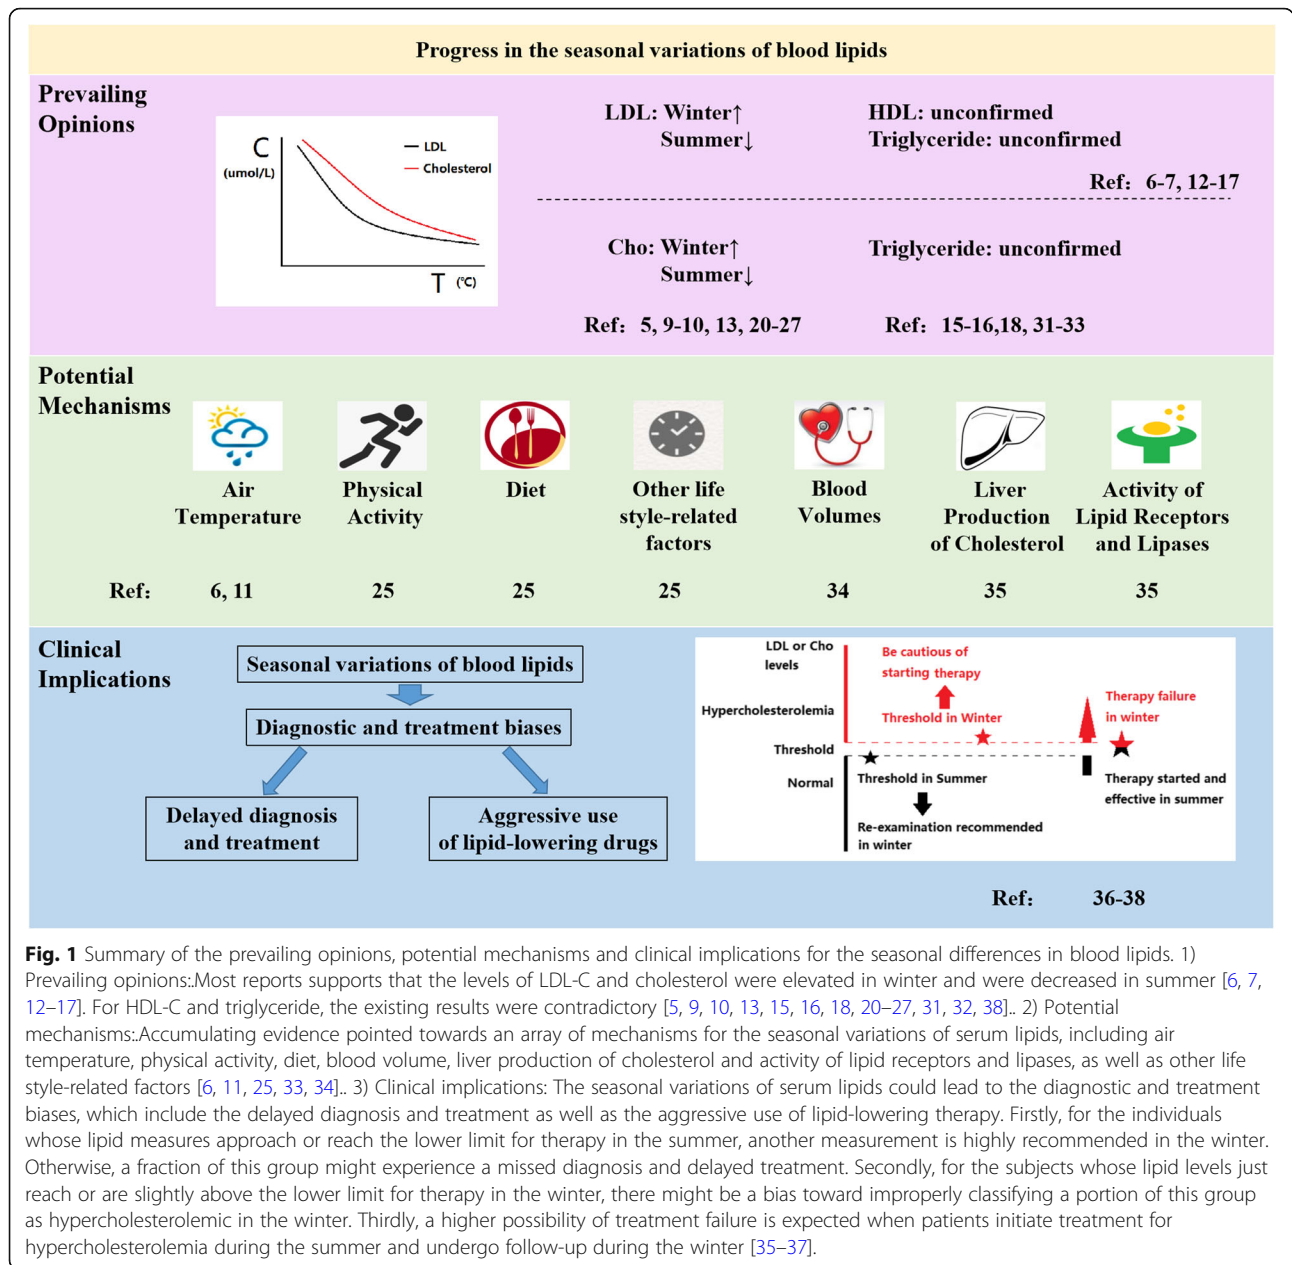 Progress in the seasonal variations of blood lipids
Prevailing
Opinions
C
(umol/L)
LDL
Cholesterol
T (℃)
LDL: Winter↑
Summer↓
HDL: unconfirmed
Triglyceride: unconfirmed
Ref： 6-7, 12-17
Cho: Winter↑
Summer↓
Triglyceride: unconfirmed
Ref： 5, 9-10, 13, 20-27
Ref： 15-16,18, 31-33
Potential
Mechanisms
Air
Temperature
Physical
Activity
Diet
Other life
style-related
factors
Blood
Volumes
Liver
Production
of Cholesterol
Activity of
Lipid Receptors
and Lipases
Ref： 6, 11 25 25 25 34 35 35
Clinical
Implications
Seasonal variations of blood lipids
Diagnostic and treatment biases
Delayed diagnosis
and treatment
Aggressive use
of lipid-lowering drugs
LDL or Cho
levels
Hypercholesterolemia
Threshold
Normal
Be cautious of
starting therapy
Threshold in Winter
Threshold in Summer
Re-examination recommended
in winter
Therapy failure
in winter
Therapy started and
effective in summer
Ref： 36-38
Fig. 1 Summary of the prevailing opinions, potential mechanisms and clinical implications for the seasonal differences in blood lipids. 1)
Prevailing opinions:.Most reports supports that the levels of LDL-C and cholesterol were elevated in winter and were decreased in summer [6, 7,
12–17]. For HDL-C and triglyceride, the existing results were contradictory [5, 9, 10, 13, 15, 16, 18, 20–27, 31, 32, 38].. 2) Potential
mechanisms:.Accumulating evidence pointed towards an array of mechanisms for the seasonal variations of serum lipids, including air
temperature, physical activity, diet, blood volume, liver production of cholesterol and activity of lipid receptors and lipases, as well as other life
style-related factors [6, 11, 25, 33, 34].. 3) Clinical implications: The seasonal variations of serum lipids could lead to the diagnostic and treatment
biases, which include the delayed diagnosis and treatment as well as the aggressive use of lipid-lowering therapy. Firstly, for the individuals
whose lipid measures approach or reach the lower limit for therapy in the summer, another measurement is highly recommended in the winter.
Otherwise, a fraction of this group might experience a missed diagnosis and delayed treatment. Secondly, for the subjects whose lipid levels just
reach or are slightly above the lower limit for therapy in the winter, there might be a bias toward improperly classifying a portion of this group
as hypercholesterolemic in the winter. Thirdly, a higher possibility of treatment failure is expected when patients initiate treatment for
hypercholesterolemia during the summer and undergo follow-up during the winter [35–37].